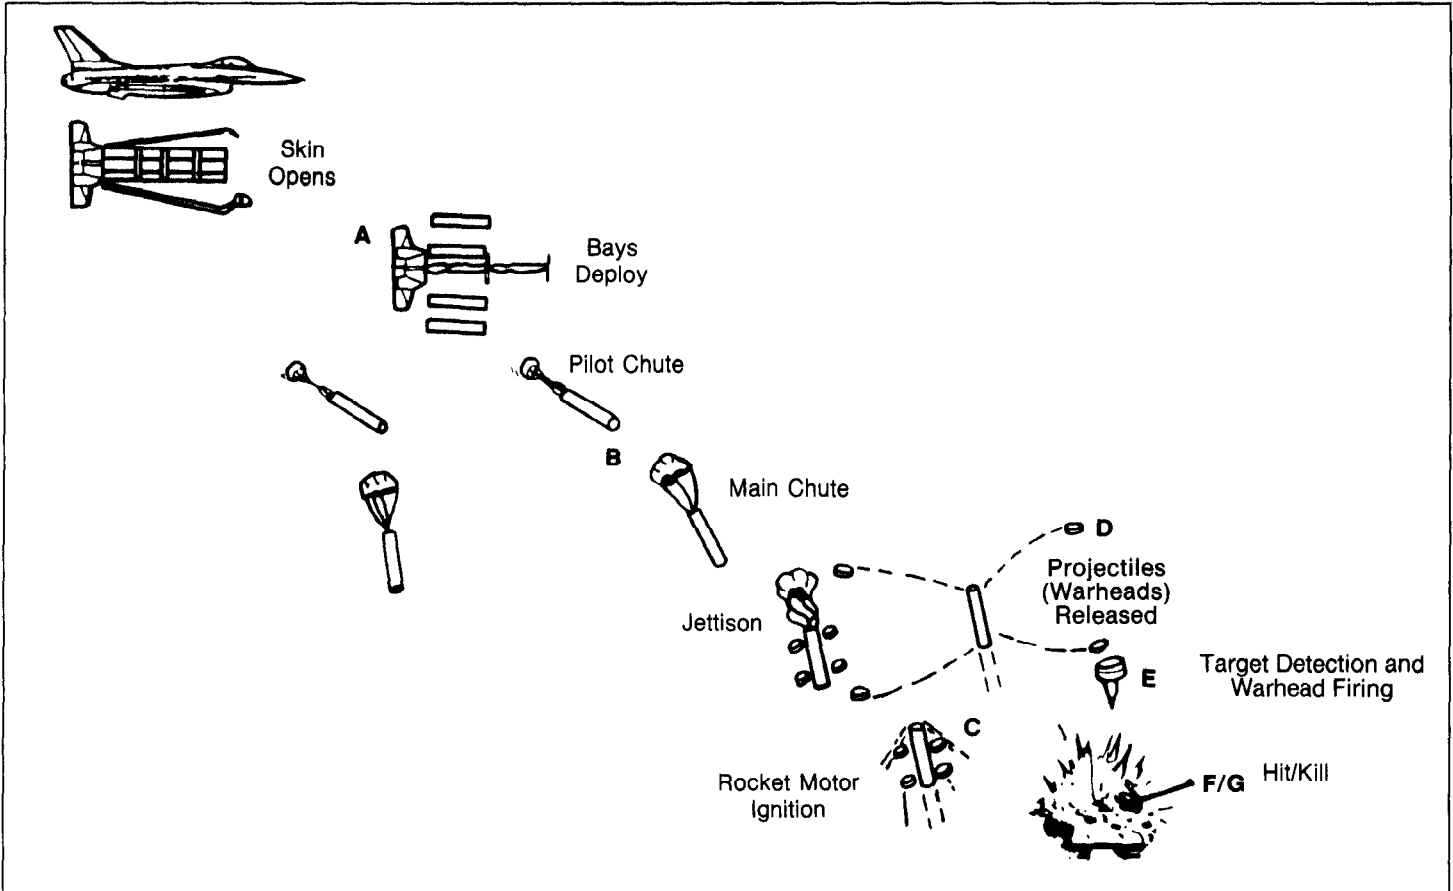 Skin
Opens
A
Bays
Deploy
Pilot Chute
B
Main Chute
D
Projectiles
(Warheads)
Released
Jettison
E
Target Detection and
Warhead Firing
C
Rocket Motor
Ignition
F/G
Hit/Kill